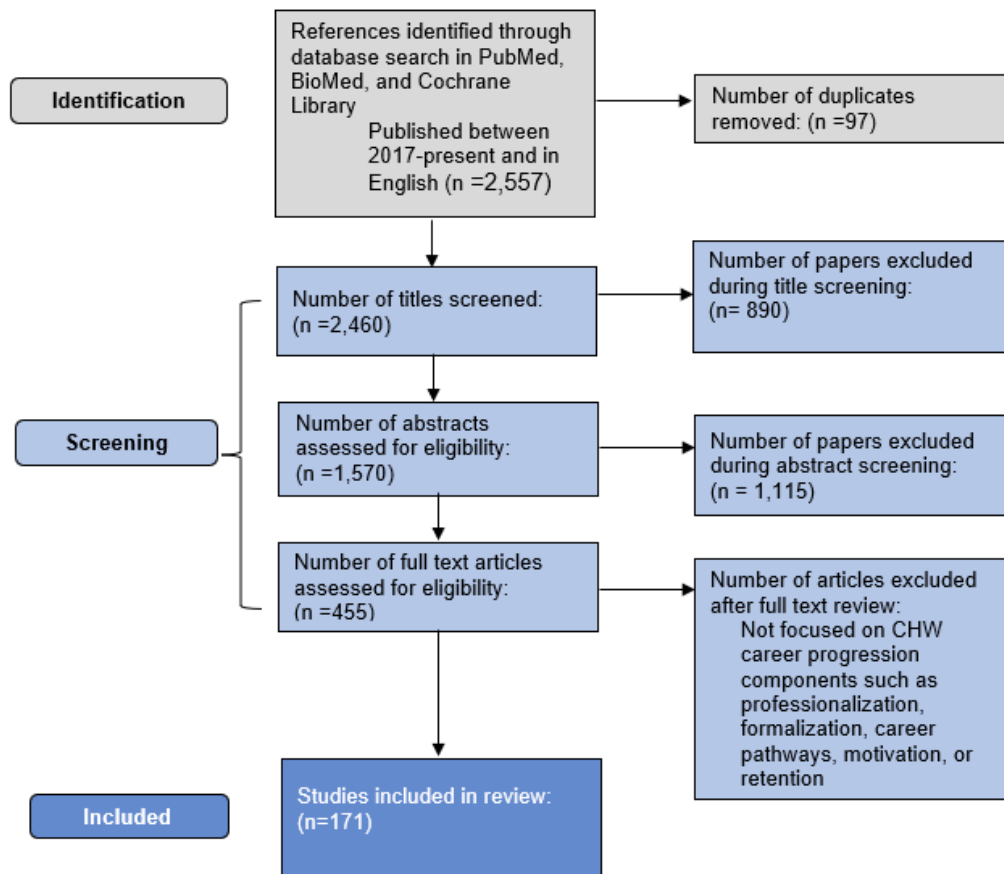 References identified through
database search in PubMed,
BioMed, and Cochrane
Library
Published between
2017-present and in
English (n =2,557)
Identification
Number of duplicates
removed: (n =97)
Number of titles screened:
(n =2,460)
Number of papers excluded
during title screening:
(n= 890)
Screening
Number of abstracts
assessed for eligibility:
(n =1,570)
Number of papers excluded
during abstract screening:
(n = 1,115)
Number of full text articles
assessed for eligibility:
(n =455)
Number of articles excluded
after full text review:
Not focused on CHW
career progression
components such as
professionalization,
formalization, career
pathways, motivation, or
retention
Included
Studies included in review:
(n=171)